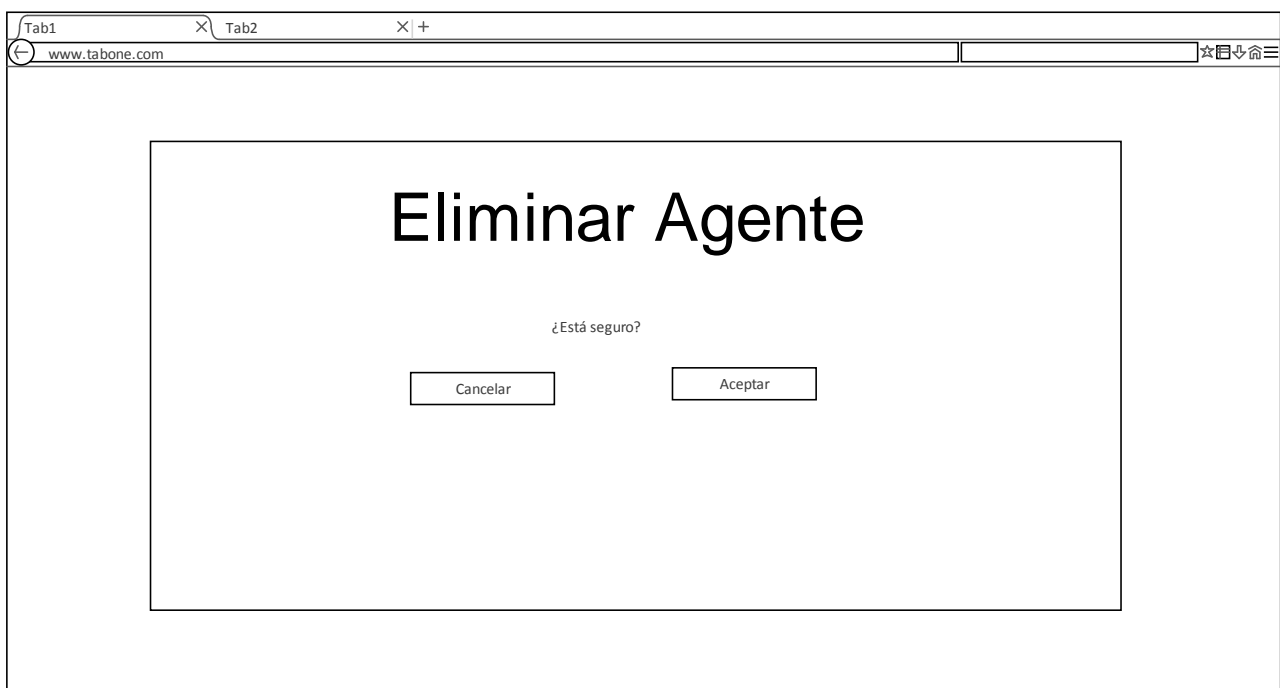 Tab1 Tab2
www.tabone.com
Eliminar Agente
¿Está seguro?
Cancelar Aceptar